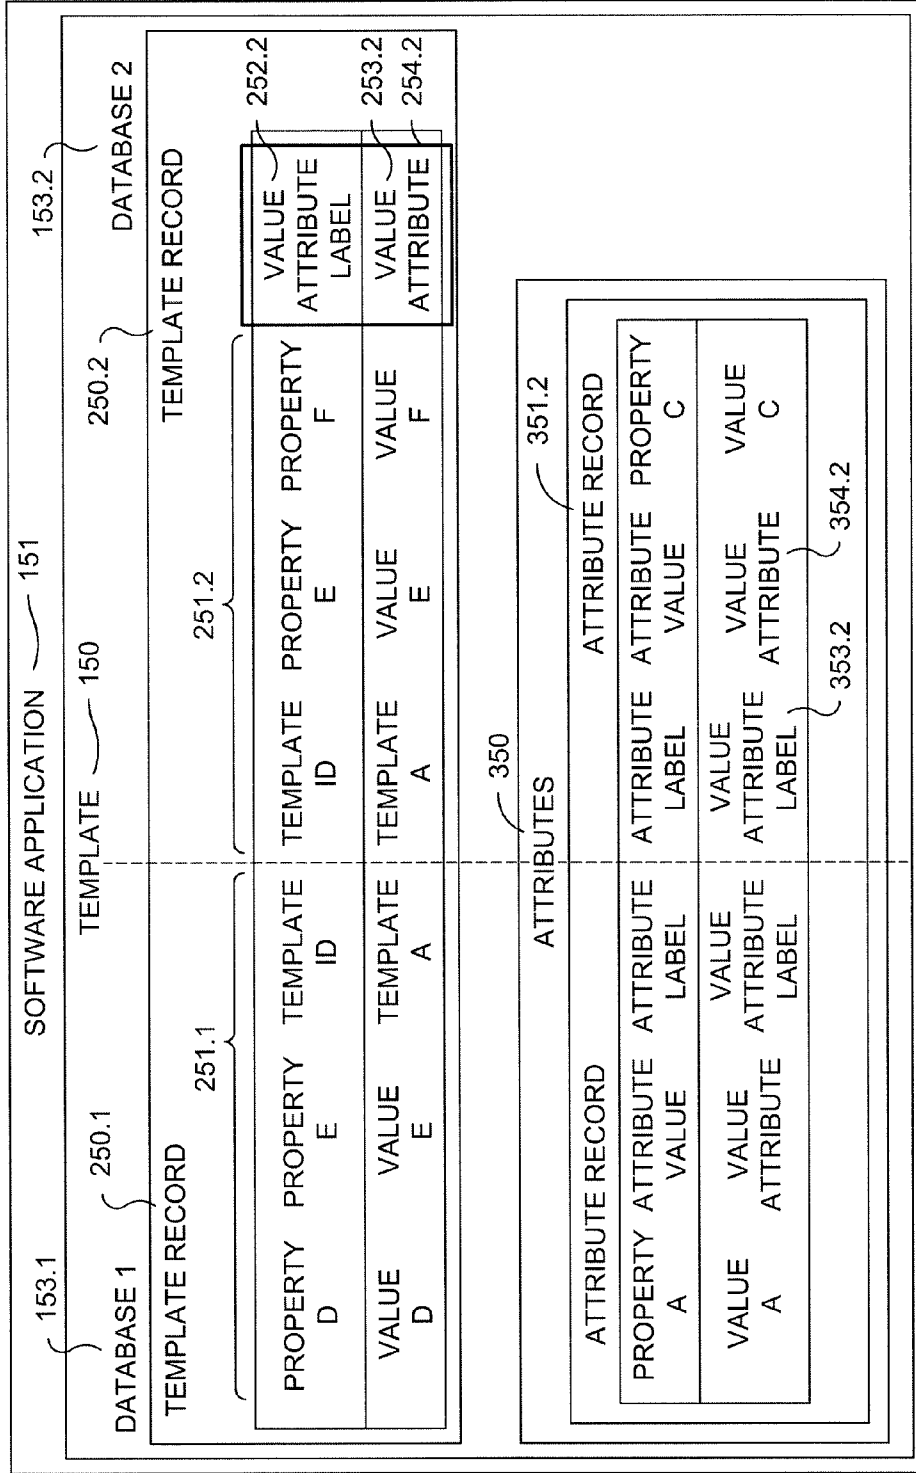 SOFTWARE APPLICATION 151
TEMPLATE 150
153.1
153.2
DATABASE 1
DATABASE 2
250.1
250.2
TEMPLATE RECORD
TEMPLATE RECORD
251.1
251.2
252.2
PROPERTY D
PROPERTY E
TEMPLATE ID
TEMPLATE ID
PROPERTY E
PROPERTY F
VALUE ATTRIBUTE LABEL
VALUE D
VALUE E
TEMPLATE A
TEMPLATE A
VALUE E
VALUE F
VALUE ATTRIBUTE
253.2
254.2
ATTRIBUTES
350
351.2
ATTRIBUTE RECORD
ATTRIBUTE RECORD
PROPERTY A
ATTRIBUTE VALUE
ATTRIBUTE LABEL
ATTRIBUTE LABEL
ATTRIBUTE VALUE
PROPERTY C
VALUE A
VALUE ATTRIBUTE
VALUE ATTRIBUTE LABEL
VALUE ATTRIBUTE LABEL
VALUE ATTRIBUTE
VALUE C
353.2
354.2